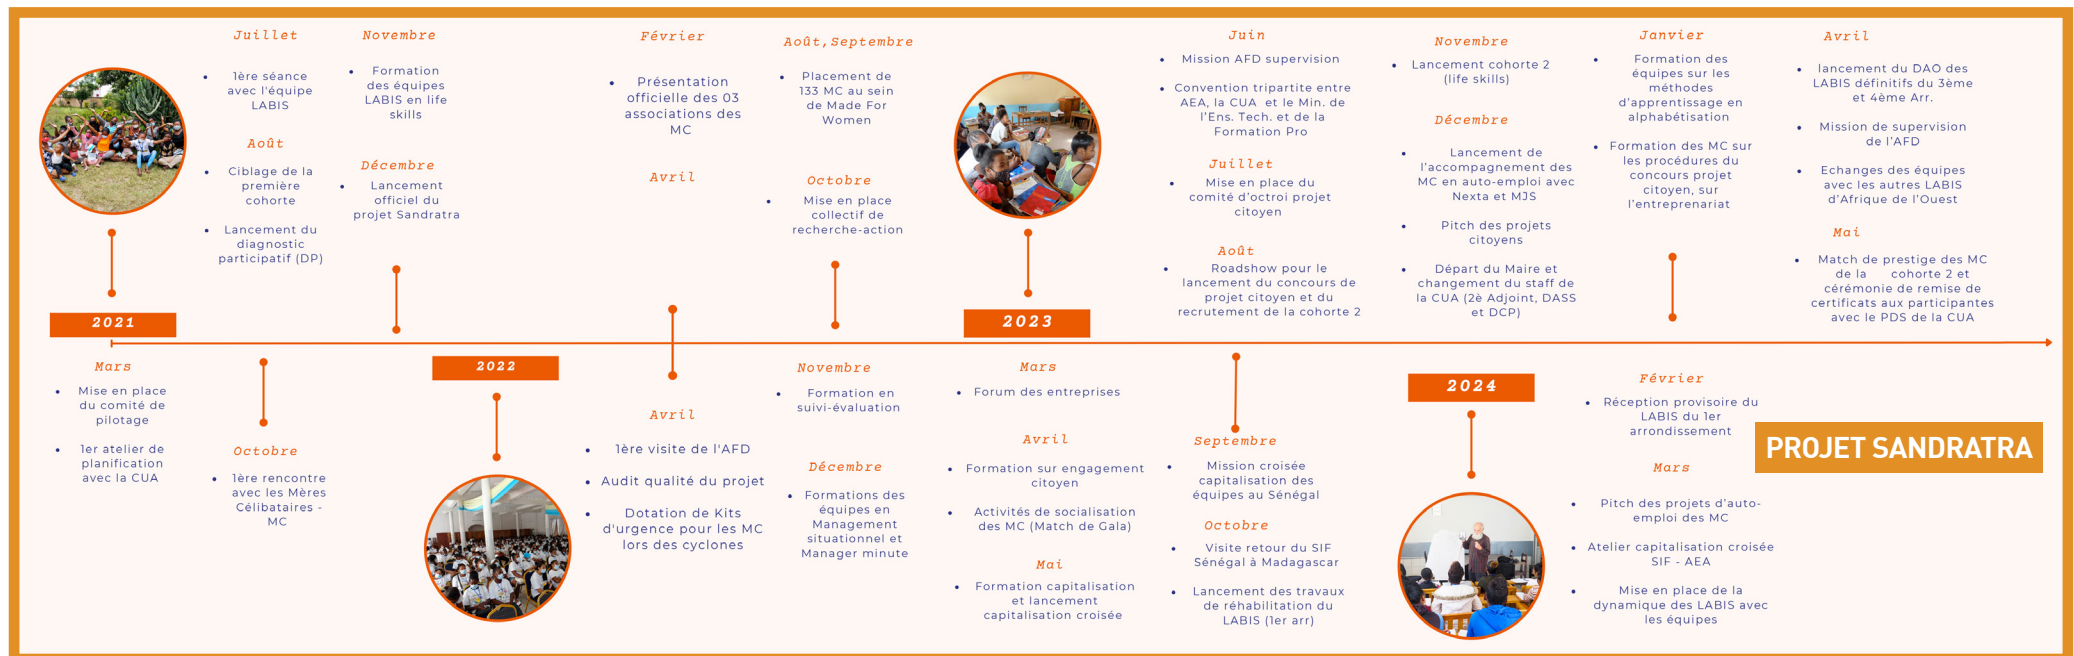 2021
Mars
• Mise en place
du comité de
pilotage
• 1er atelier de
planification
avec la CUA
Juillet
• 1ère séance
avec l'équipe
LABIS
Août
• Ciblage de la
première
cohorte
• Lancement du
diagnostic
participatif (DP)
Octobre
• 1ère rencontre
avec les Mères
Célibataires -
MC
Novembre
• Formation
des équipes
LABIS en life
skills
Décembre
• Lancement
officiel du
projet Sandratra
2022
Février
• Présentation
officielle des 03
associations des
MC
Avril
Avril
• 1ère visite de l'AFD
• Audit qualité du projet
• Dotation de Kits
d'urgence pour les MC
lors des cyclones
Août,Septembre
• Placement de
133 MC au sein
de Made For
Women
Octobre
• Mise en place
collectif de
recherche-action
Novembre
• Formation en
suivi-évaluation
Décembre
• Formations des
équipes en
Management
situationnel et
Manager minute
2023
Mars
• Forum des entreprises
Avril
• Formation sur engagement
citoyen
• Activités de socialisation
des MC (Match de Gala)
Mai
• Formation capitalisation
et lancement
capitalisation croisée
Juin
• Mission AFD supervision
• Convention tripartite entre
AEA, la CUA et le Min. de
l'Ens. Tech. et de la
Formation Pro
Juillet
• Mise en place du
comité d'octroi projet
citoyen
Août
• Roadshow pour le
lancement du concours de
projet citoyen et du
recrutement de la cohorte 2
Septembre
• Mission croisée
capitalisation des
équipes au Sénégal
Octobre
• Visite retour du SIF
Sénégal à Madagascar
• Lancement des travaux
de réhabilitation du
LABIS (1er arr)
Novembre
• Lancement cohorte 2
(life skills)
Décembre
• Lancement de
l'accompagnement des
MC en auto-emploi avec
Nexta et MJS
• Pitch des projets
citoyens
• Départ du Maire et
changement du staff de
la CUA (2è Adjoint, DASS
et DCP)
2024
Janvier
• Formation des
équipes sur les
méthodes
d'apprentissage en
alphabétisation
• Formation des MC sur
les procédures du
concours projet
citoyen, sur
l'entreprenariat
Février
• Réception provisoire du
LABIS du 1er
arrondissement
Mars
• Pitch des projets d'auto-
emploi des MC
• Atelier capitalisation croisée
SIF - AEA
• Mise en place de la
dynamique des LABIS avec
les équipes
Avril
• lancement du DAO des
LABIS définitifs du 3ème
et 4ème Arr.
• Mission de supervision
de l'AFD
• Echanges des équipes
avec les autres LABIS
d'Afrique de l'Ouest
Mai
• Match de prestige des MC
de la cohorte 2 et
cérémonie de remise de
certificats aux participantes
avec le PDS de la CUA
PROJET SANDRATRA